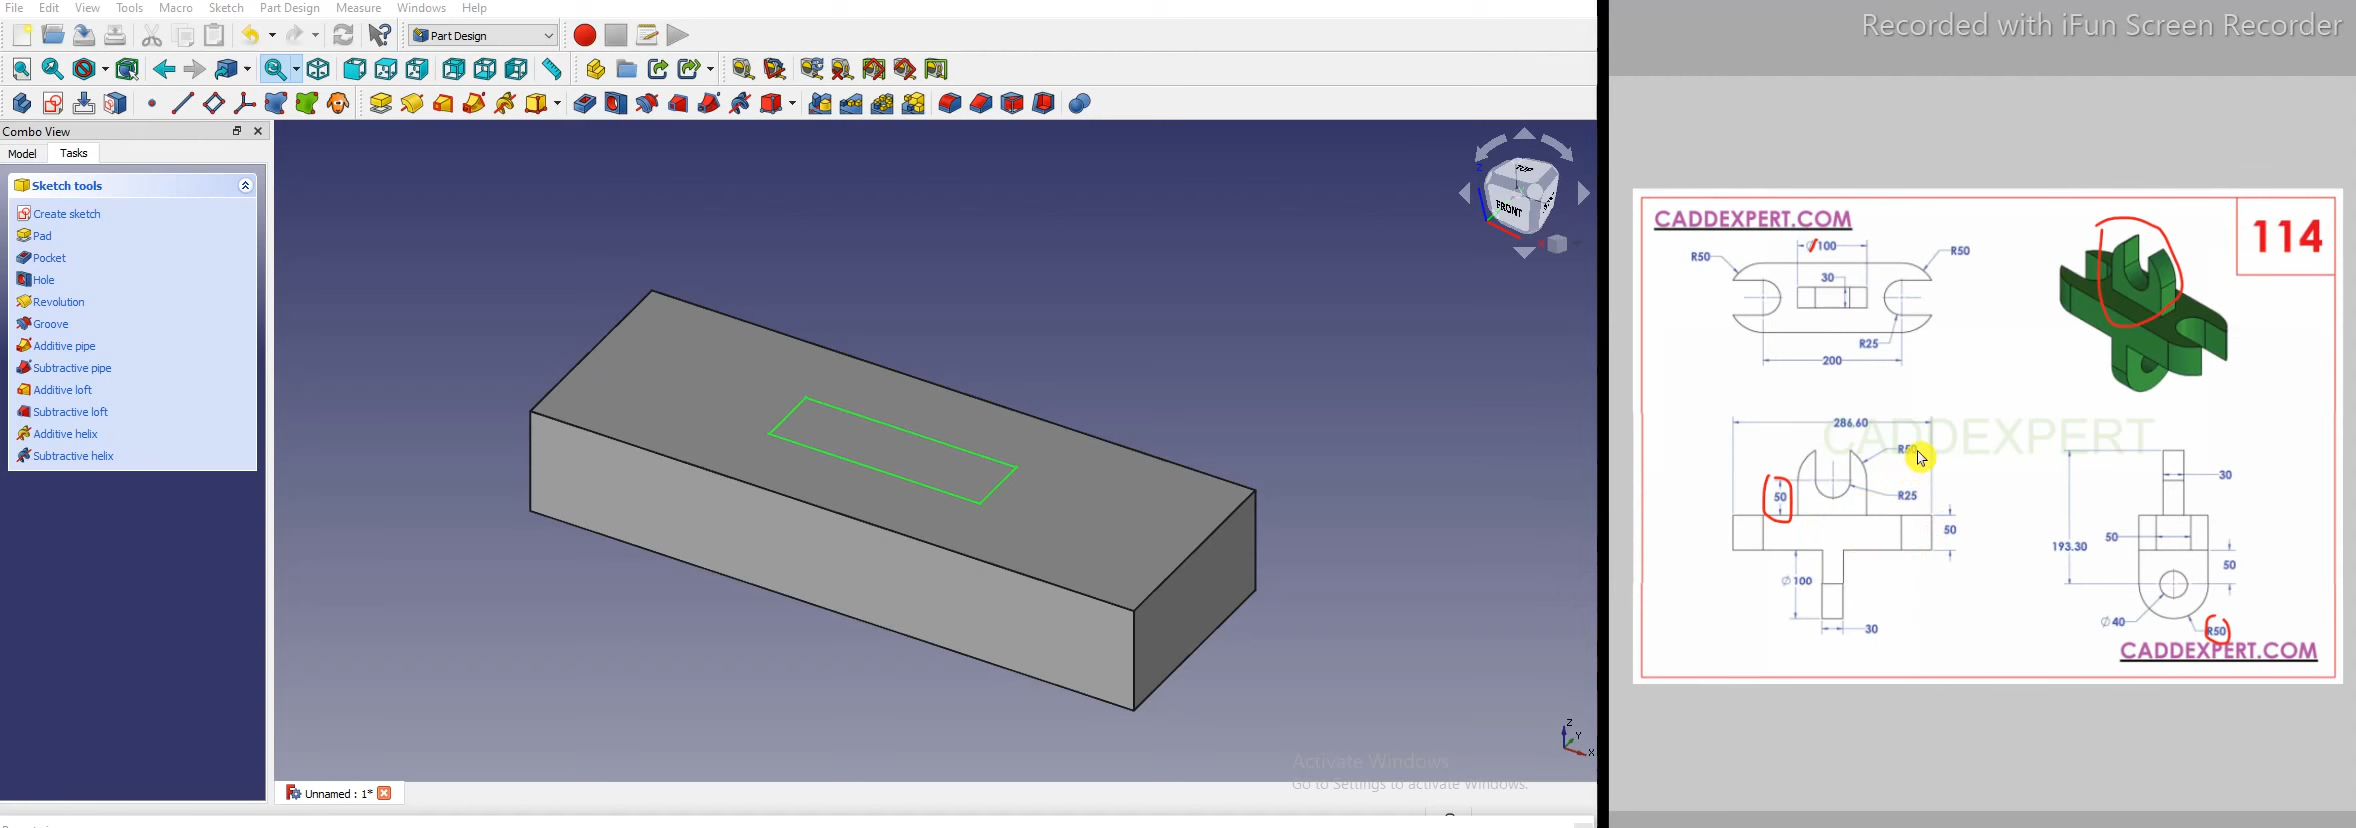 File Edit View Tools Macro Sketch Part Design Measure Windows Help
Recorded with iFun Screen Recorder
Part Design
Combo View
Model Tasks
Sketch tools
Create sketch
Pad
Pocket
Hole
Revolution
Groove
Additive pipe
Subtractive pipe
Additive loft
Subtractive loft
Additive helix
Subtractive helix
TOP
FRONT
Z
Z
Y
X
Activate Windows
Go to Settings to activate Windows.
Unnamed : 1*
CADDEXPERT.COM
114
∅100
R50
R50
30
R25
200
286.60
CADDEXPERT
R50
50
R25
50
∅100
30
30
50
193.30
50
∅40
R50
CADDEXPERT.COM